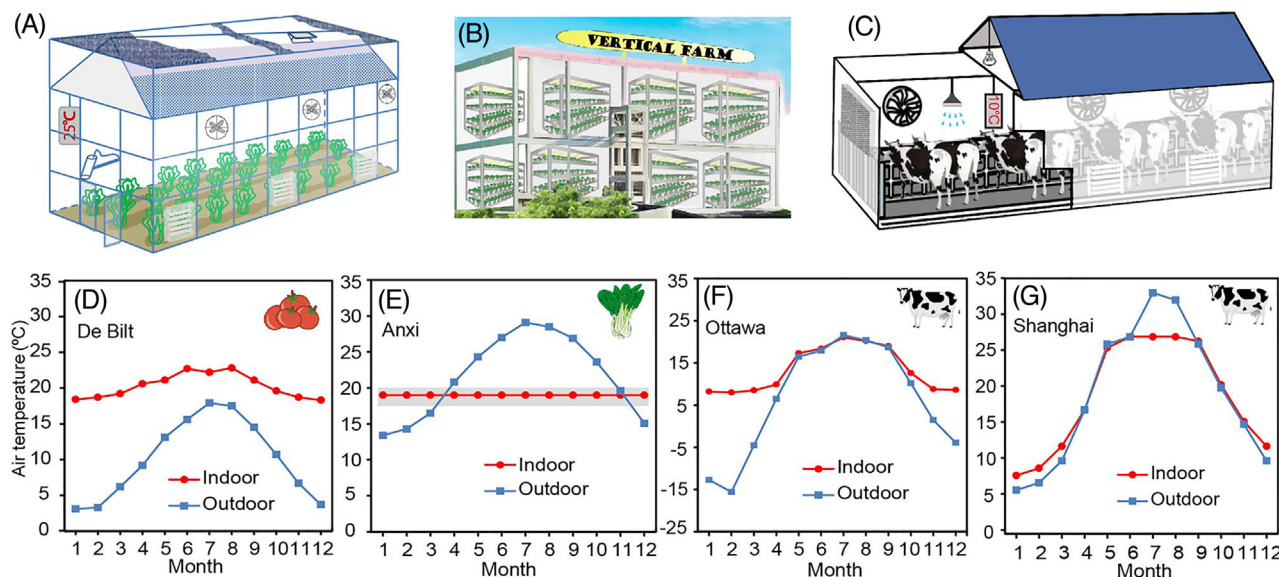 (A)
25°C
(B)
VERTICAL FARM
(C)
10°C
(D)
De Bilt
Air temperature (°C)
35
30
25
20
15
10
5
0
Indoor
Outdoor
1 2 3 4 5 6 7 8 9 10 11 12
Month
(E)
Anxi
35
30
25
20
15
10
5
0
Indoor
Outdoor
1 2 3 4 5 6 7 8 9 10 11 12
Month
(F)
Ottawa
35
25
15
5
-5
-15
-25
Indoor
Outdoor
1 2 3 4 5 6 7 8 9 10 11 12
Month
(G)
Shanghai
35
30
25
20
15
10
5
0
Indoor
Outdoor
1 2 3 4 5 6 7 8 9 10 11 12
Month